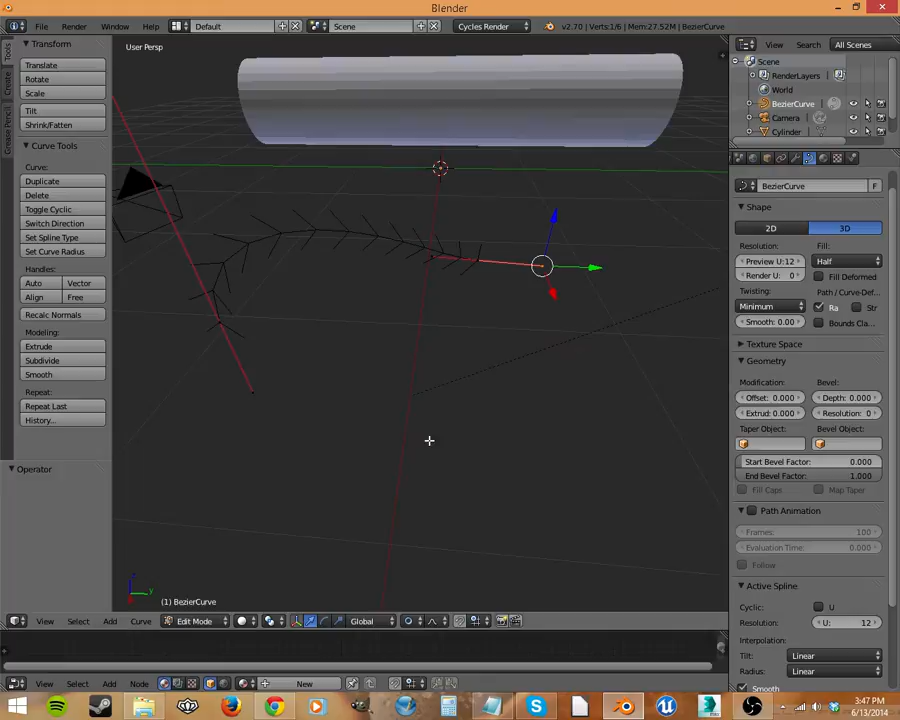 Blender
File Render Window Help Default Scene Cycles Render v2.70 | Verts:1/6 | Mem:27.52M | BezierCurve
Tools
Create
Grease Pencil
Transform
Translate
Rotate
Scale
Tilt
Shrink/Fatten
Curve Tools
Curve:
Duplicate
Delete
Toggle Cyclic
Switch Direction
Set Spline Type
Set Curve Radius
Handles:
Auto Vector
Align Free
Recalc Normals
Modeling:
Extrude
Subdivide
Smooth
Repeat:
Repeat Last
History...
Operator
User Persp
z
y
(1) BezierCurve
View Select Add Curve Edit Mode Global
View Select Add Node New
View Search All Scenes
Scene
RenderLayers
World
BezierCurve
Camera
Cylinder
BezierCurve F
Shape
2D 3D
Resolution: Fill:
Preview U:12 Half
Render U: 0 Fill Deformed
Twisting: Path / Curve-Def...
Minimum Ra Str
Smooth: 0.00 Bounds Cla...
Texture Space
Geometry
Modification: Bevel:
Offset: 0.000 Depth: 0.000
Extrud: 0.000 Resolution: 0
Taper Object: Bevel Object:
Start Bevel Factor: 0.000
End Bevel Factor: 1.000
Fill Caps Map Taper
Path Animation
Frames: 100
Evaluation Time: 0.000
Follow
Active Spline
Cyclic: U
Resolution: U: 12
Interpolation:
Tilt: Linear
Radius: Linear
Smooth
3:47 PM
6/13/2014